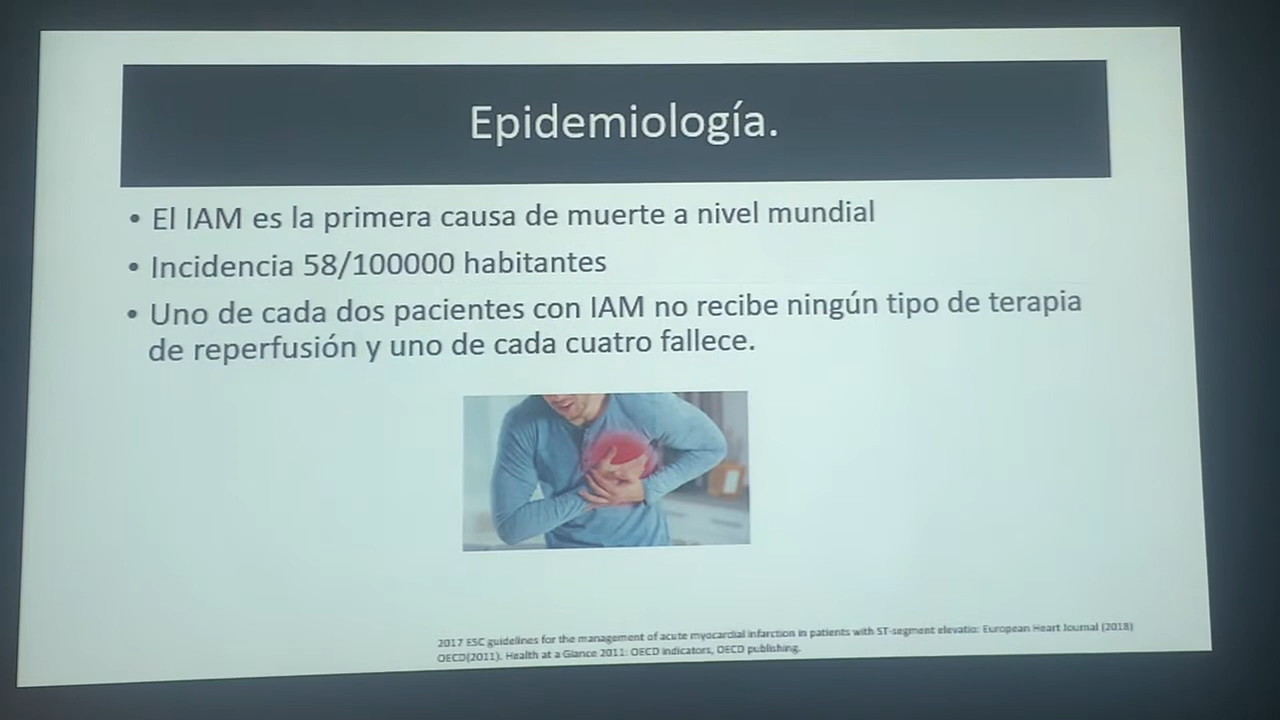 Epidemiología.
• El IAM es la primera causa de muerte a nivel mundial
• Incidencia 58/100000 habitantes
• Uno de cada dos pacientes con IAM no recibe ningún tipo de terapia
de reperfusión y uno de cada cuatro fallece.
2017 ESC guidelines for the management of acute myocardial infarction in patients with ST-segment elevatio: European Heart Journal (2018)
OECD(2011). Health at a Glance 2011: OECD indicators, OECD publishing.